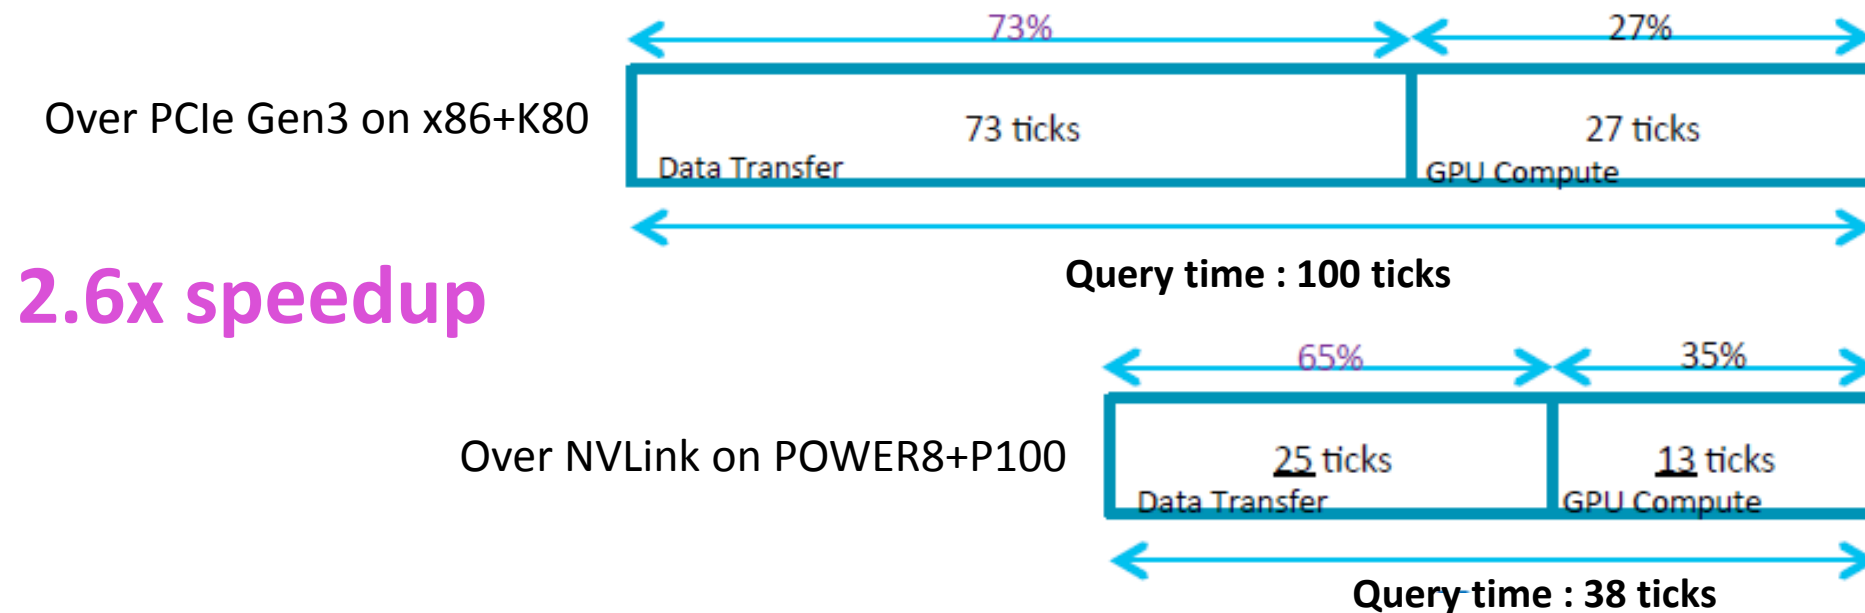 73% 27%
Over PCIe Gen3 on x86+K80
73 ticks 27 ticks
Data Transfer GPU Compute
Query time : 100 ticks
2.6x speedup
65% 35%
Over NVLink on POWER8+P100
25 ticks 13 ticks
Data Transfer GPU Compute
Query time : 38 ticks